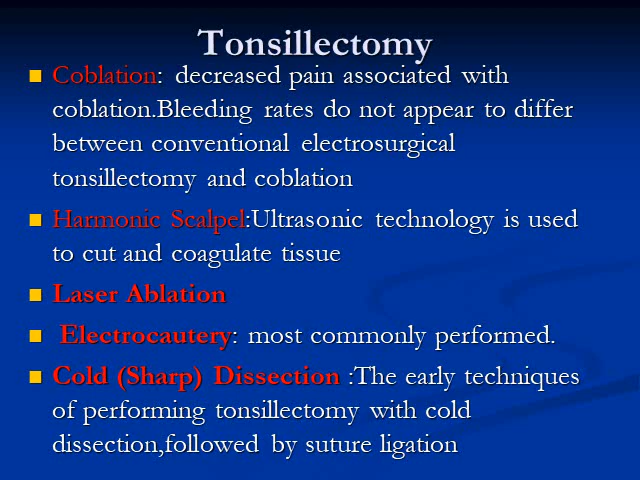 Tonsillectomy
Coblation: decreased pain associated with
coblation.Bleeding rates do not appear to differ
between conventional electrosurgical
tonsillectomy and coblation
Harmonic Scalpel:Ultrasonic technology is used
to cut and coagulate tissue
Laser Ablation
Electrocautery: most commonly performed.
Cold (Sharp) Dissection :The early techniques
of performing tonsillectomy with cold
dissection,followed by suture ligation